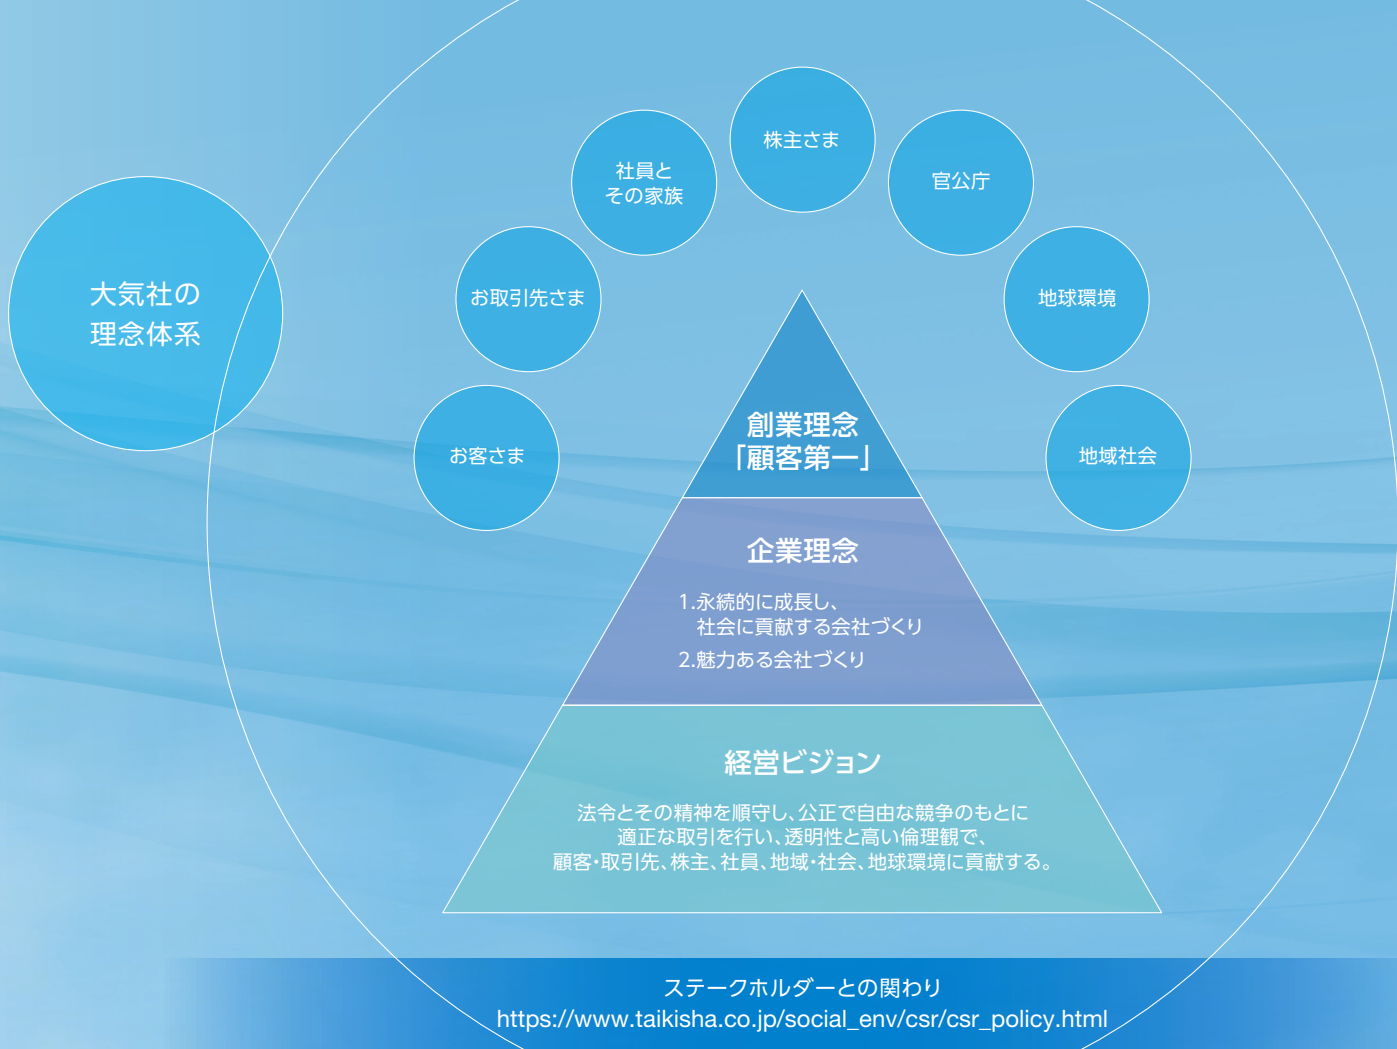 大気社の
理念体系
株主さま
社員と
その家族
官公庁
お取引先さま
地球環境
お客さま
地域社会
創業理念
「顧客第一」
企業理念
1.永続的に成長し、
社会に貢献する会社づくり
2.魅力ある会社づくり
経営ビジョン
法令とその精神を順守し、公正で自由な競争のもとに
適正な取引を行い、透明性と高い倫理観で、
顧客・取引先、株主、社員、地域・社会、地球環境に貢献する。
ステークホルダーとの関わり
https://www.taikisha.co.jp/social_env/csr/csr_policy.html